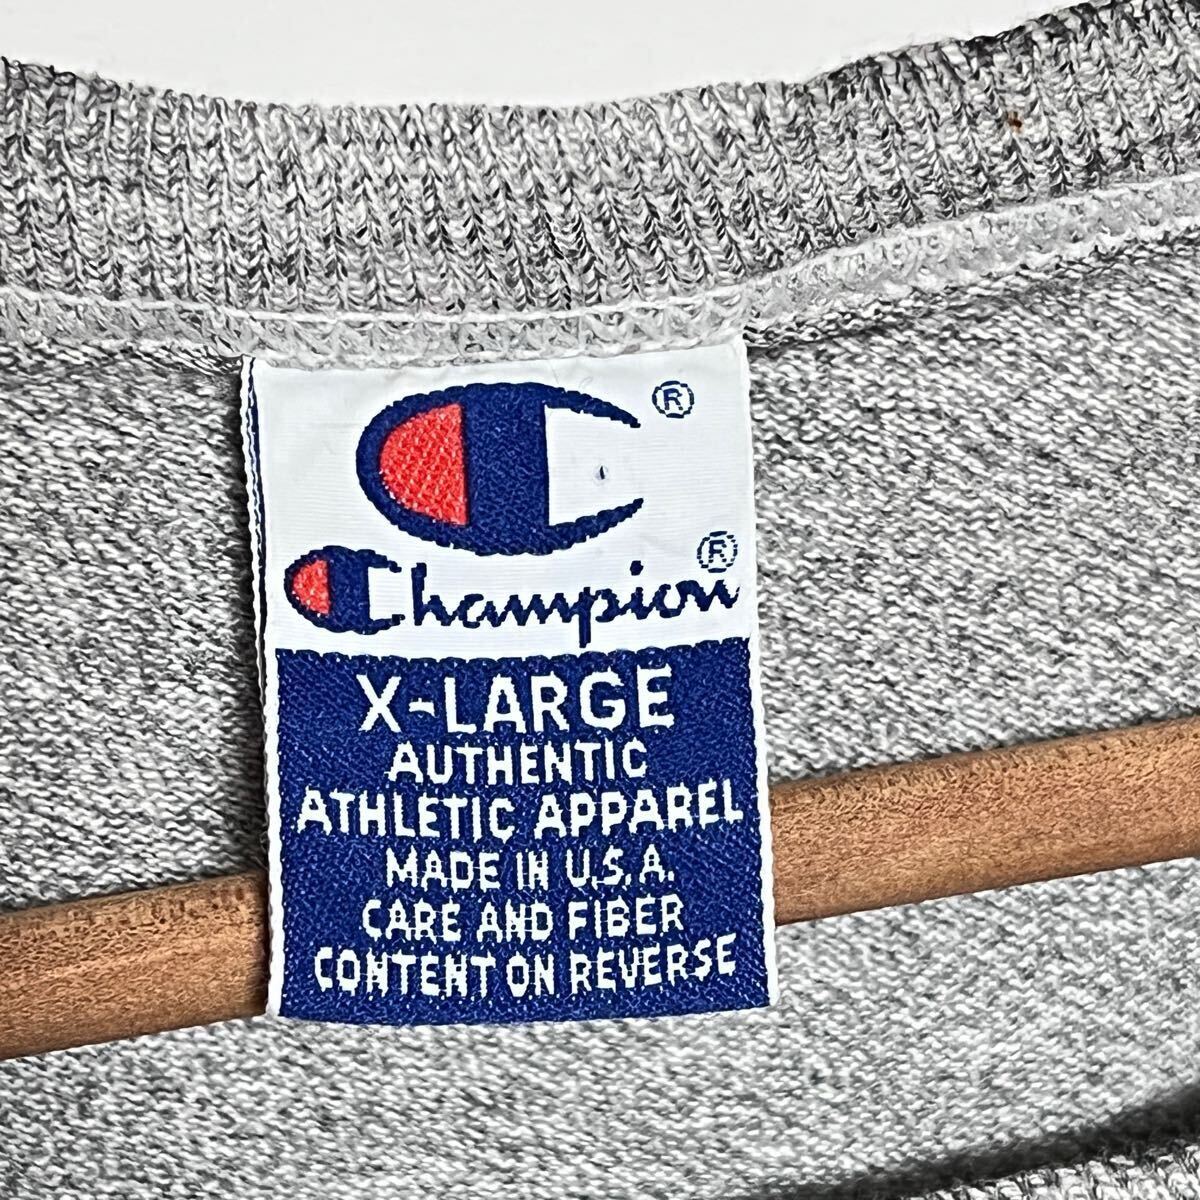 ®
Champion®
X-LARGE
AUTHENTIC
ATHLETIC APPAREL
MADE IN U.S.A.
CARE AND FIBER
CONTENT ON REVERSE